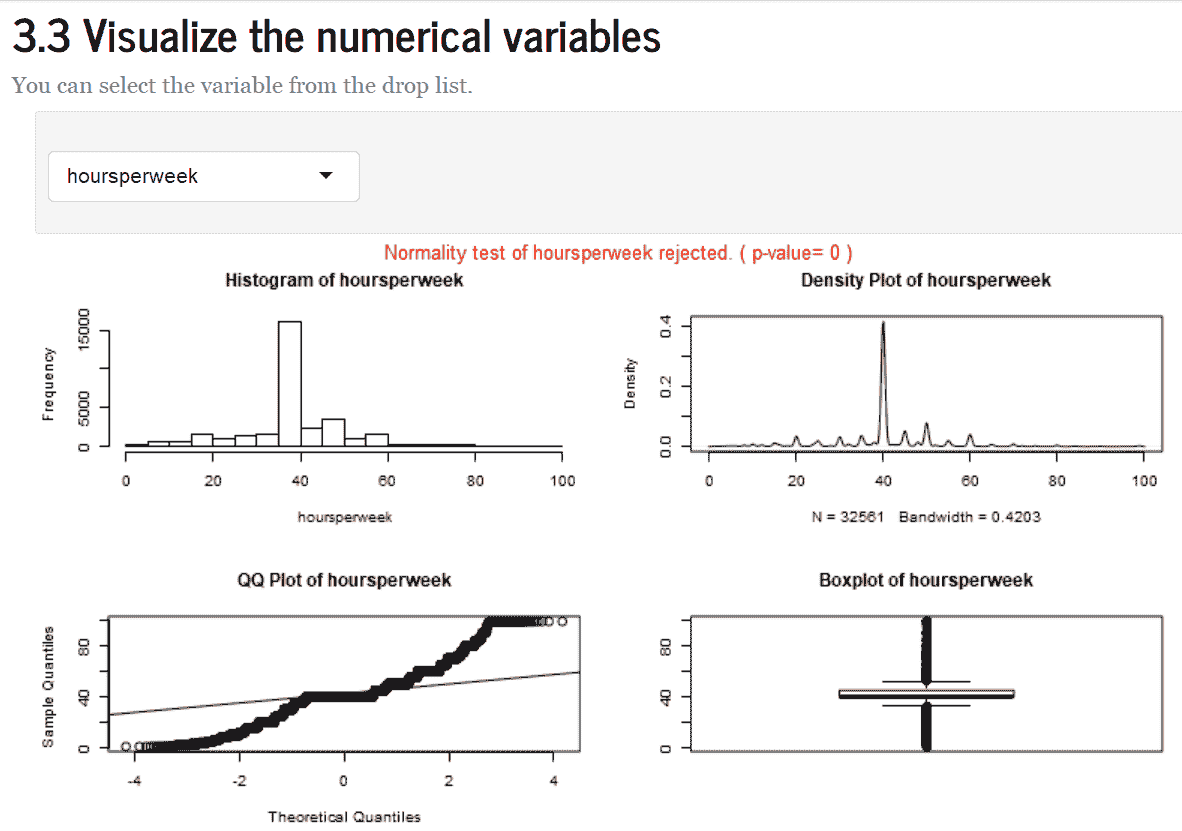 3.3 Visualize the numerical variables
You can select the variable from the drop list.
hoursperweek
Normality test of hoursperweek rejected. ( p-value= 0 )
Histogram of hoursperweek
Frequency
0 5000 15000
0 20 40 60 80 100
hoursperweek
Density Plot of hoursperweek
Density
0.0 0.2 0.4
0 20 40 60 80 100
N = 32561 Bandwidth = 0.4203
QQ Plot of hoursperweek
Sample Quantiles
0 40 80
-4 -2 0 2 4
Theoretical Quantiles
Boxplot of hoursperweek
0 40 80